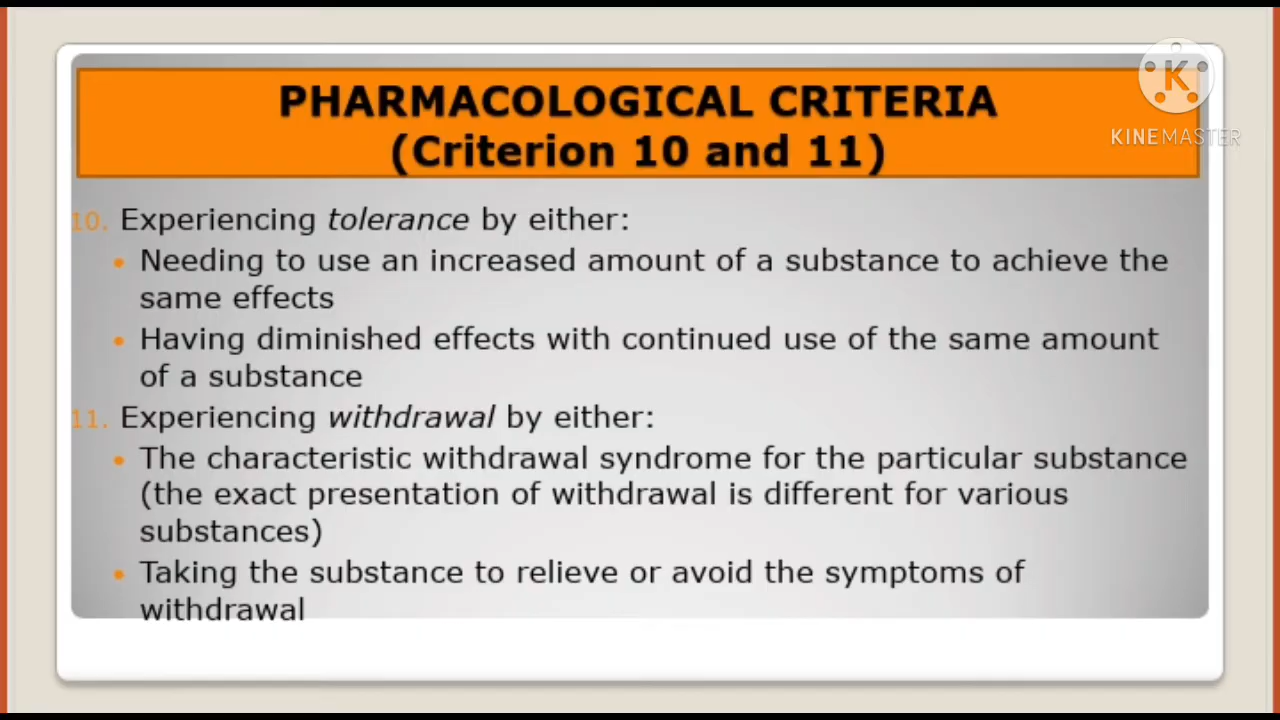 PHARMACOLOGICAL CRITERIA
(Criterion 10 and 11)
K
KINEMASTER
10. Experiencing tolerance by either:
• Needing to use an increased amount of a substance to achieve the
same effects
• Having diminished effects with continued use of the same amount
of a substance
11. Experiencing withdrawal by either:
• The characteristic withdrawal syndrome for the particular substance
(the exact presentation of withdrawal is different for various
substances)
• Taking the substance to relieve or avoid the symptoms of
withdrawal